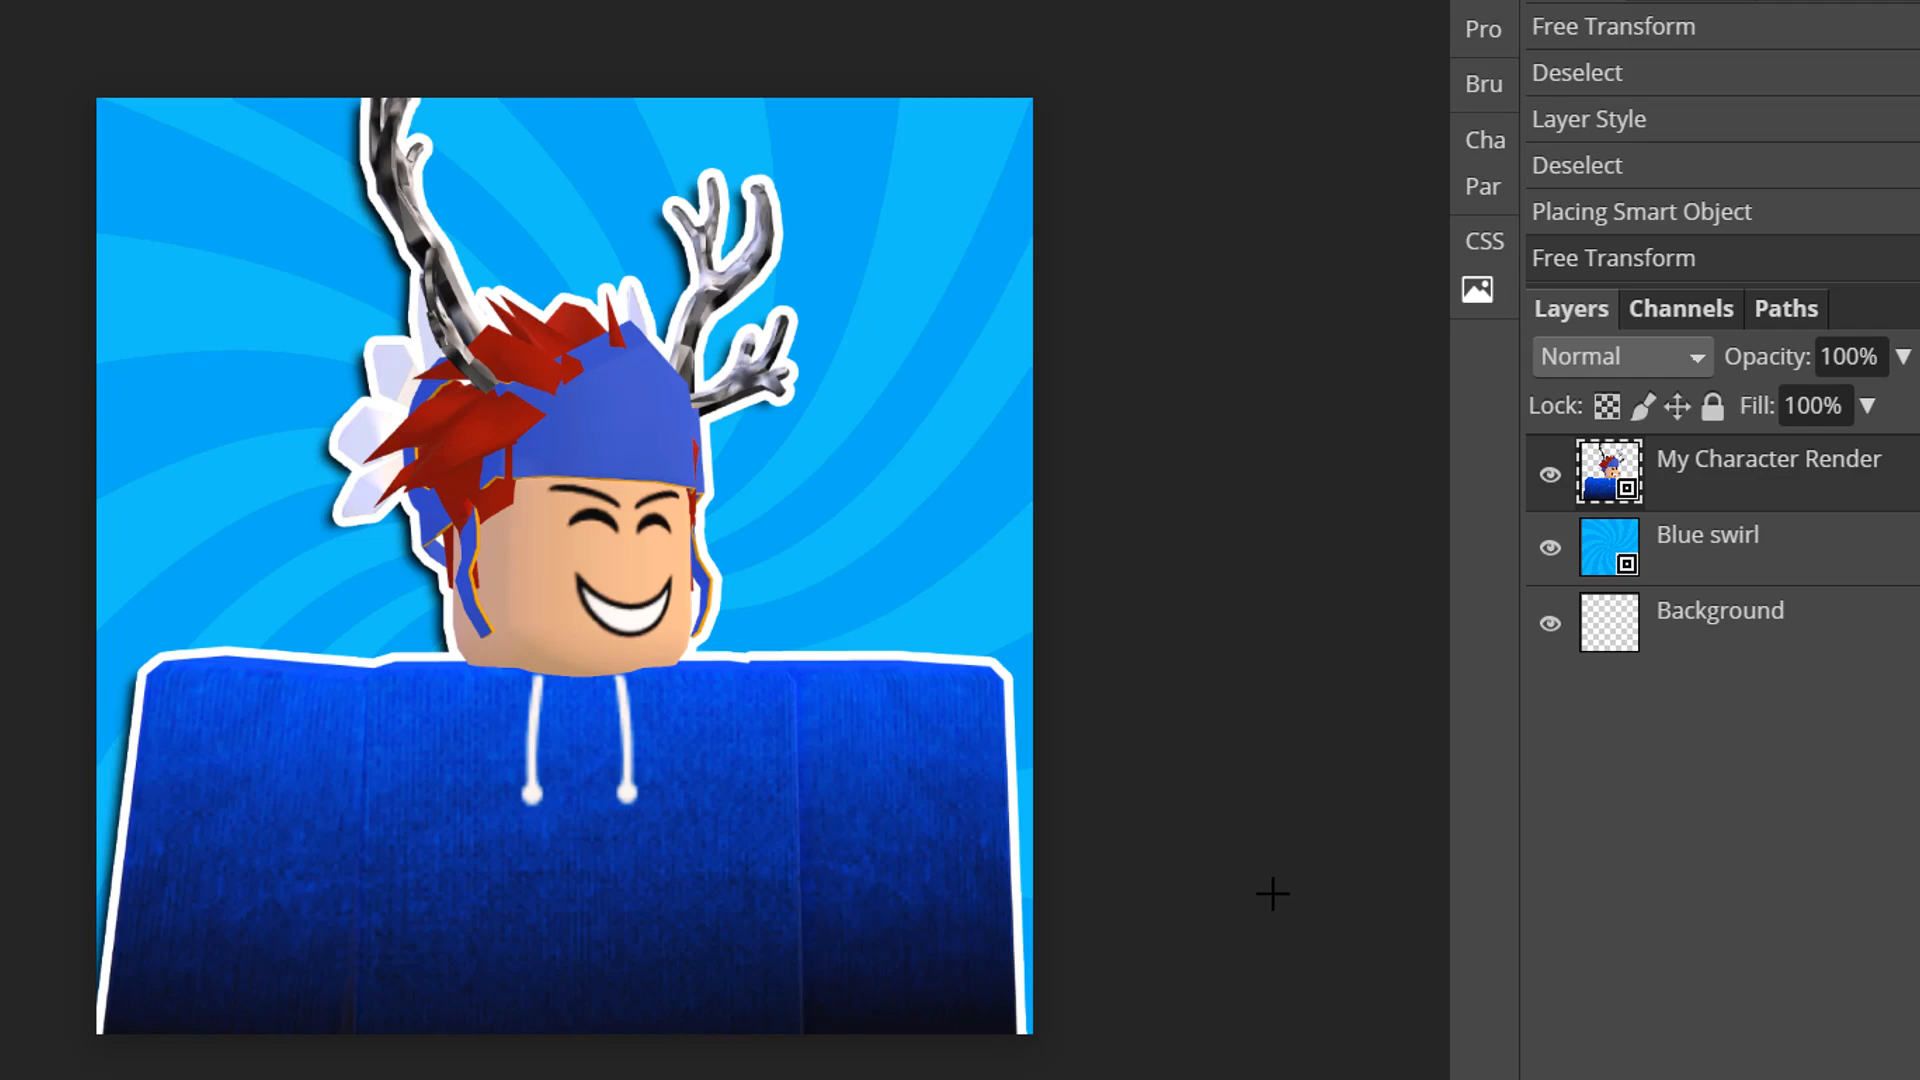 Pro
Bru
Cha
Par
CSS
Free Transform
Deselect
Layer Style
Deselect
Placing Smart Object
Free Transform
Layers Channels Paths
Normal Opacity: 100%
Lock: Fill: 100%
My Character Render
Blue swirl
Background